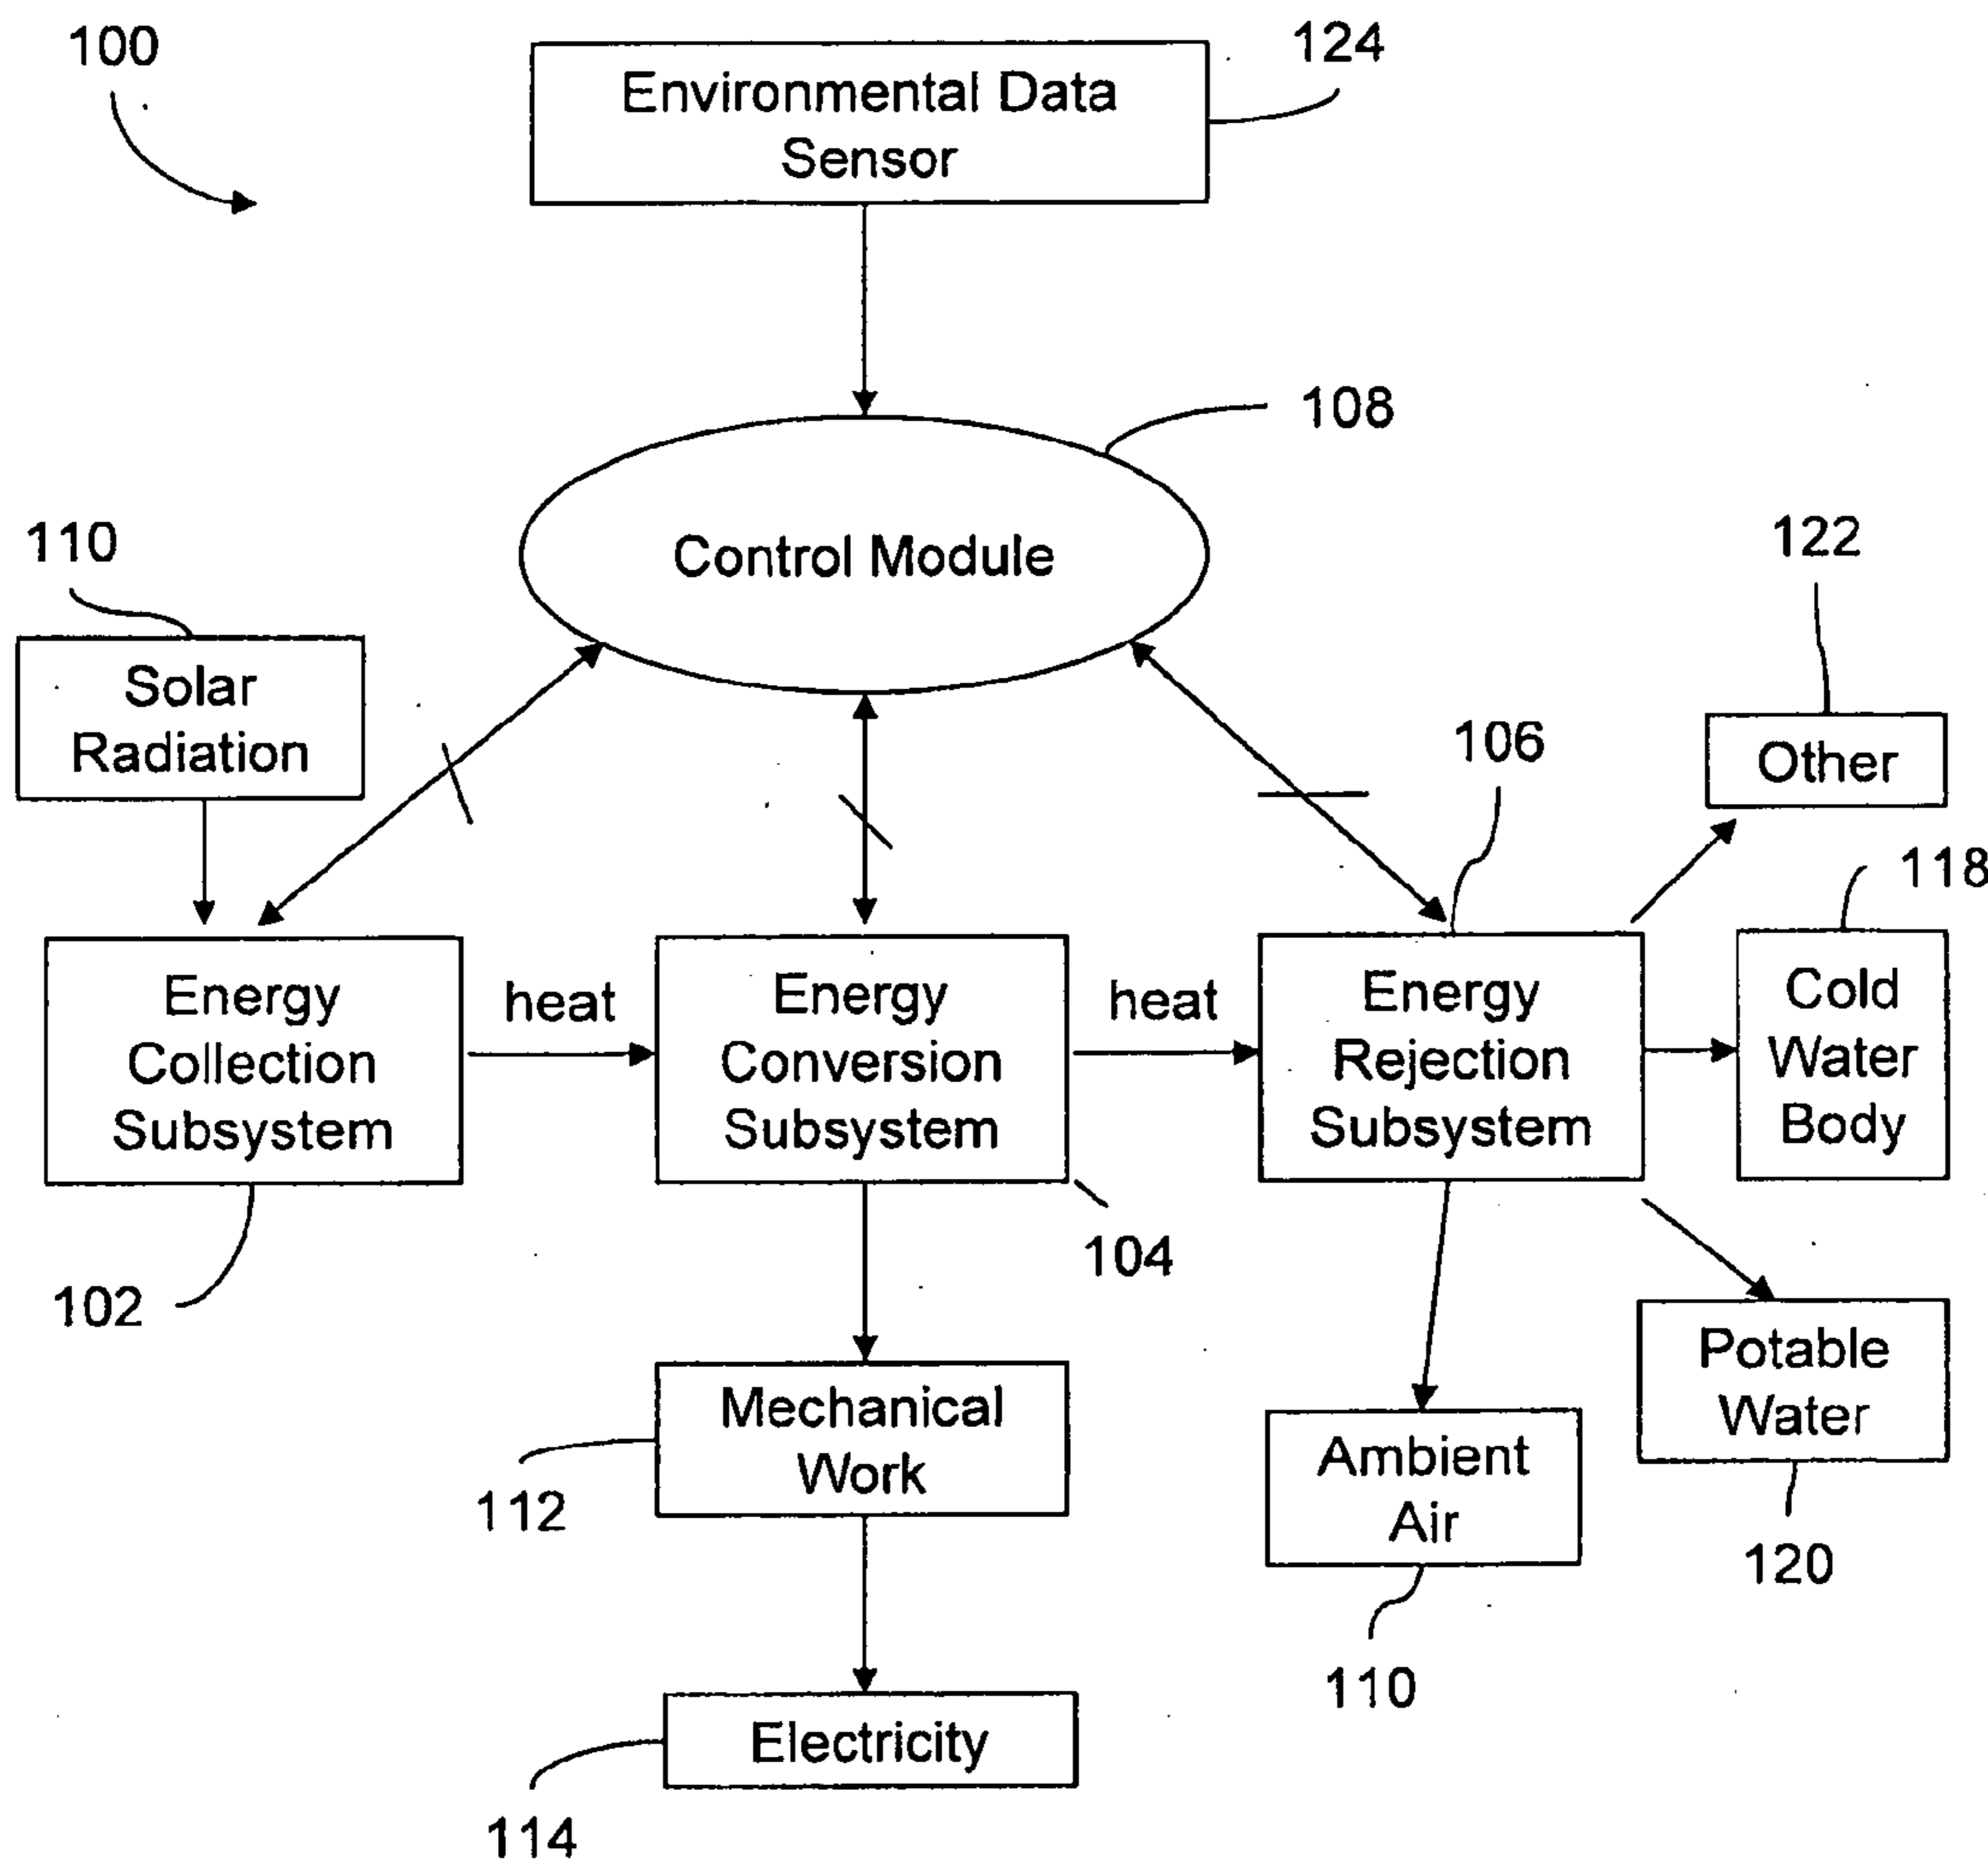 100
124
Environmental Data
Sensor
108
Control Module
110
Solar
Radiation
122
Other
106
118
Energy
Collection
Subsystem
heat
Energy
Conversion
Subsystem
heat
Energy
Rejection
Subsystem
Cold
Water
Body
102
104
Mechanical
Work
112
Ambient
Air
110
Potable
Water
120
Electricity
114